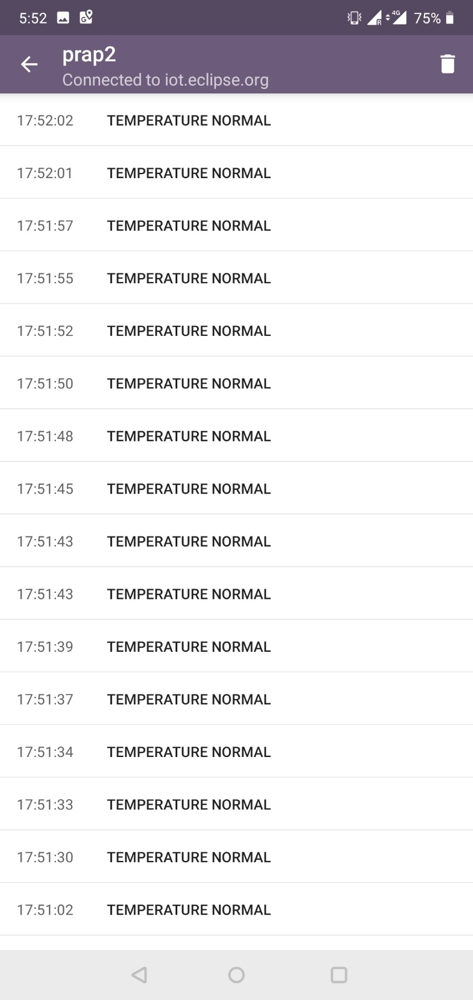 5:52 4G 75%
R
prap2
Connected to iot.eclipse.org
17:52:02 TEMPERATURE NORMAL
17:52:01 TEMPERATURE NORMAL
17:51:57 TEMPERATURE NORMAL
17:51:55 TEMPERATURE NORMAL
17:51:52 TEMPERATURE NORMAL
17:51:50 TEMPERATURE NORMAL
17:51:48 TEMPERATURE NORMAL
17:51:45 TEMPERATURE NORMAL
17:51:43 TEMPERATURE NORMAL
17:51:43 TEMPERATURE NORMAL
17:51:39 TEMPERATURE NORMAL
17:51:37 TEMPERATURE NORMAL
17:51:34 TEMPERATURE NORMAL
17:51:33 TEMPERATURE NORMAL
17:51:30 TEMPERATURE NORMAL
17:51:02 TEMPERATURE NORMAL